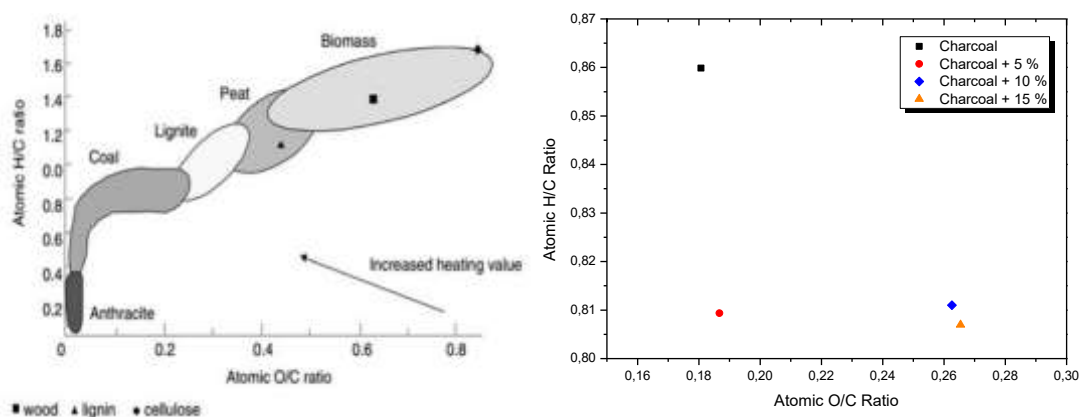 1.8
1.6
1.4
1.2
0.0
0.8
0.6
0.4
0.2
Atomic H/C ratio
Biomass
Peat
Lignite
Coal
Increased heating value
Anthracite
0 0.2 0.4 0.6 0.8
Atomic O/C ratio
■ wood ▲ lignin ♦ cellulose
0,87
0,86
0,85
0,84
0,83
0,82
0,81
0,80
Atomic H/C Ratio
Charcoal
Charcoal + 5 %
Charcoal + 10 %
Charcoal + 15 %
0,16 0,18 0,20 0,22 0,24 0,26 0,28 0,30
Atomic O/C Ratio